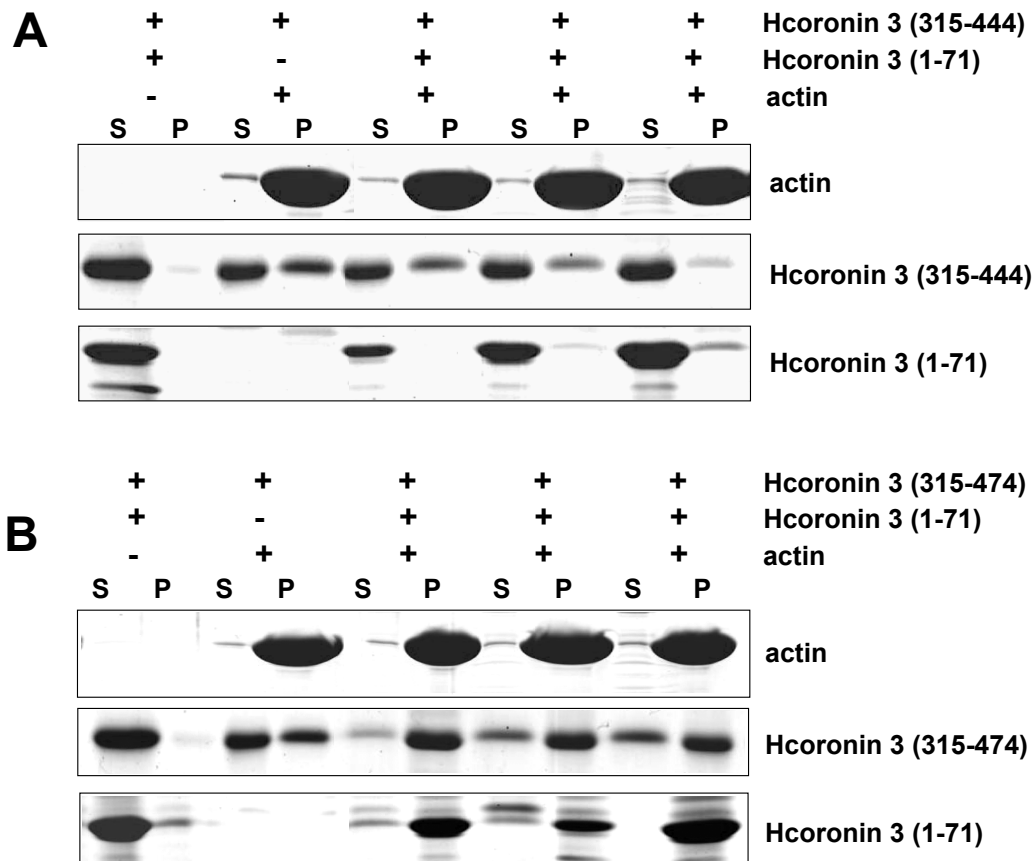 A
+ + + + + Hcoronin 3 (315-444)
+ - + + + Hcoronin 3 (1-71)
- + + + + actin
S P S P S P S P S P
actin
Hcoronin 3 (315-444)
Hcoronin 3 (1-71)
B
+ + + + + Hcoronin 3 (315-474)
+ - + + + Hcoronin 3 (1-71)
- + + + + actin
S P S P S P S P S P
actin
Hcoronin 3 (315-474)
Hcoronin 3 (1-71)